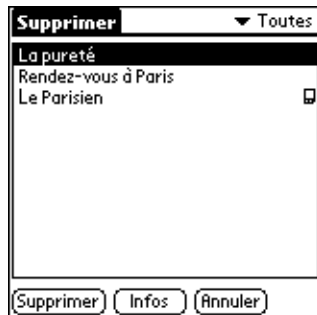 Supprimer
Toutes
La pureté
Rendez-vous à Paris
Le Parisien
Supprimer
Infos
Annuler